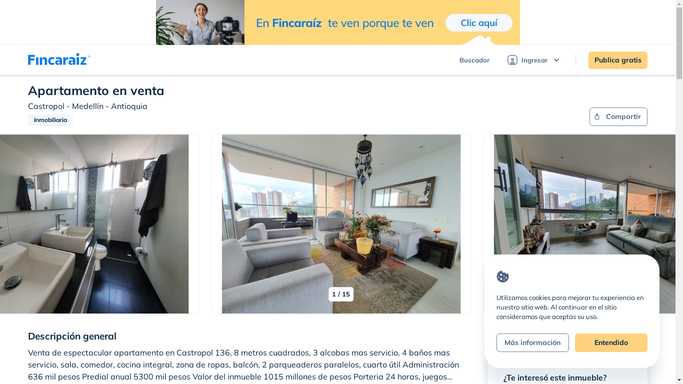 En Fincaraíz te ven porque te ven
Clic aquí
Fincaraiz
Buscador
Ingresar
Publica gratis
Apartamento en venta
Castropol - Medellín - Antioquia
Inmobiliaria
Compartir
1 / 15
Utilizamos cookies para mejorar tu experiencia en
nuestro sitio web. Al continuar en el sitio
consideramos que aceptas su uso.
Más información
Entendido
Descripción general
Venta de espectacular apartamento en Castropol 136, 8 metros cuadrados, 3 alcobas mas servicio, 4 baños mas
servicio, sala, comedor, cocina integral, zona de ropas, balcón, 2 parqueaderos paralelos, cuarto útil Administración
636 mil pesos Predial anual 5300 mil pesos Valor del inmueble 1015 millones de pesos Porteria 24 horas, juegos...
¿Te interesó este inmueble?